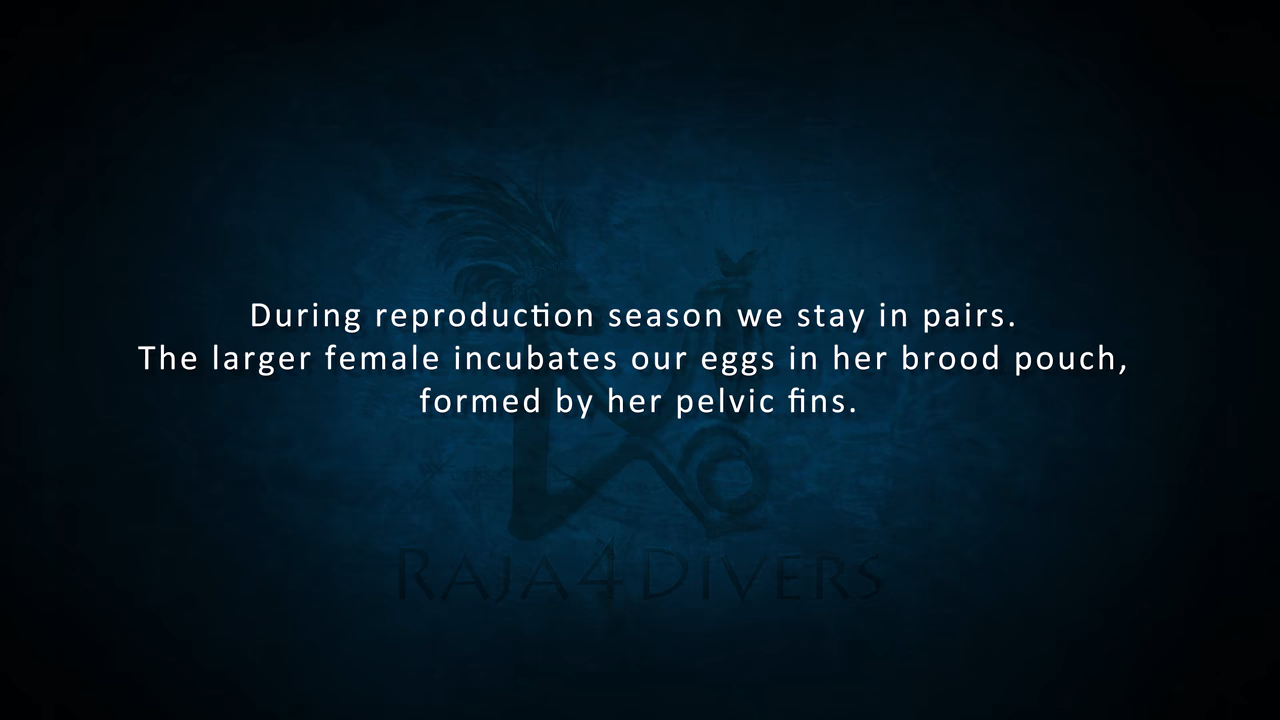 During reproduction season we stay in pairs.
The larger female incubates our eggs in her brood pouch,
formed by her pelvic fins.
RAJA4DIVERS